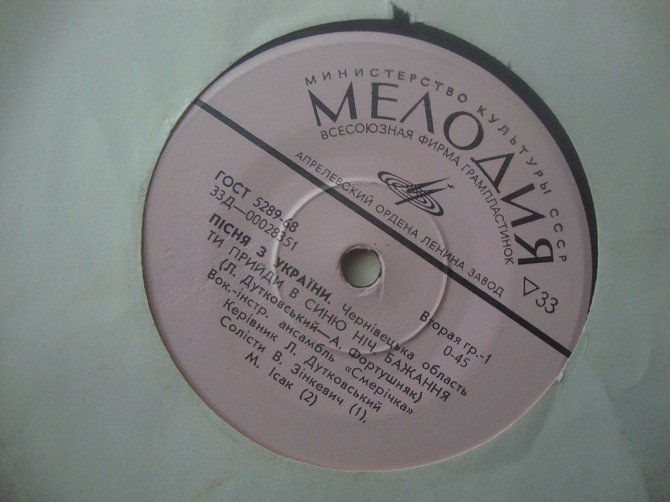 МИНИСТЕРСТВО КУЛЬТУРЫ СССР
МЕЛОДИЯ
ВСЕСОЮЗНАЯ ФИРМА ГРАМПЛАСТИНОК
АПРЕЛЕВСКИЙ ОРДЕНА ЛЕНИНА ЗАВОД
33
ГОСТ 5289-68
Вторая гр.-1
33Д—00028351
0-45
ПІСНЯ З УКРАЇНИ. Чернівецька область
ТИ ПРИЙДИ В СИНЮ НІЧ БАЖАННЯ
(Л. Дутковський—А. Фортушняк)
Вок.-інстр. ансамбль «Смерічка»
Керівник Л. Дутковський
Солісти В. Зінкевич (1),
М. Ісак (2)